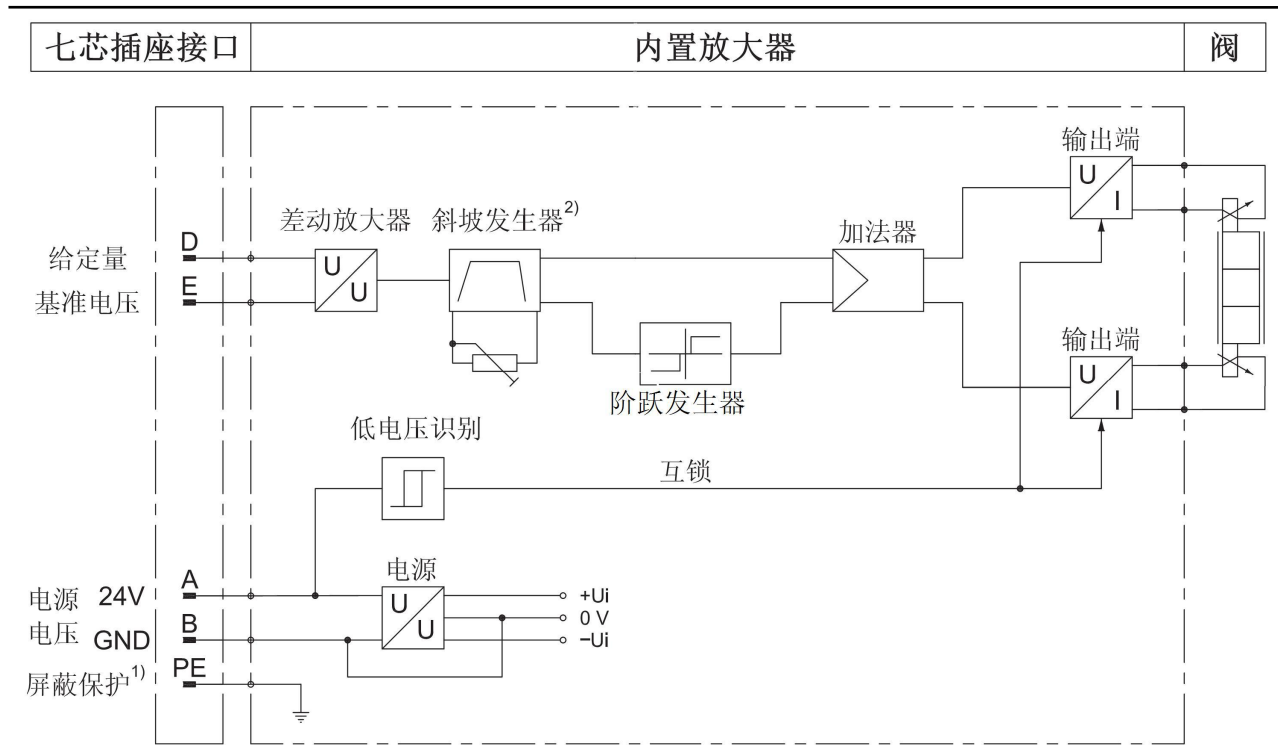 七芯插座接口
内置放大器
阀
输出端
U
I
差动放大器
斜坡发生器2)
加法器
给定量
D
U
U
基准电压
E
输出端
U
I
阶跃发生器
低电压识别
互锁
电源
电源 24V
A
U
U
+Ui
0 V
电压 GND
B
−Ui
屏蔽保护1)
PE